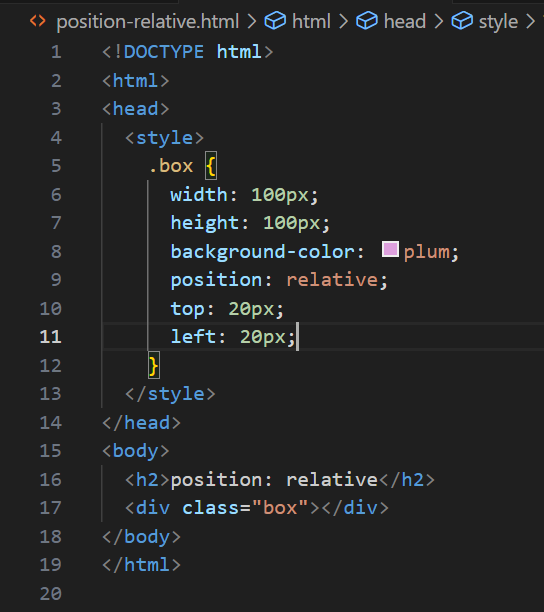 position-relative.html > html > head > style >
1 <!DOCTYPE html>
2 <html>
3 <head>
4 <style>
5 .box {
6 width: 100px;
7 height: 100px;
8 background-color: plum;
9 position: relative;
10 top: 20px;
11 left: 20px;
12 }
13 </style>
14 </head>
15 <body>
16 <h2>position: relative</h2>
17 <div class="box"></div>
18 </body>
19 </html>
20